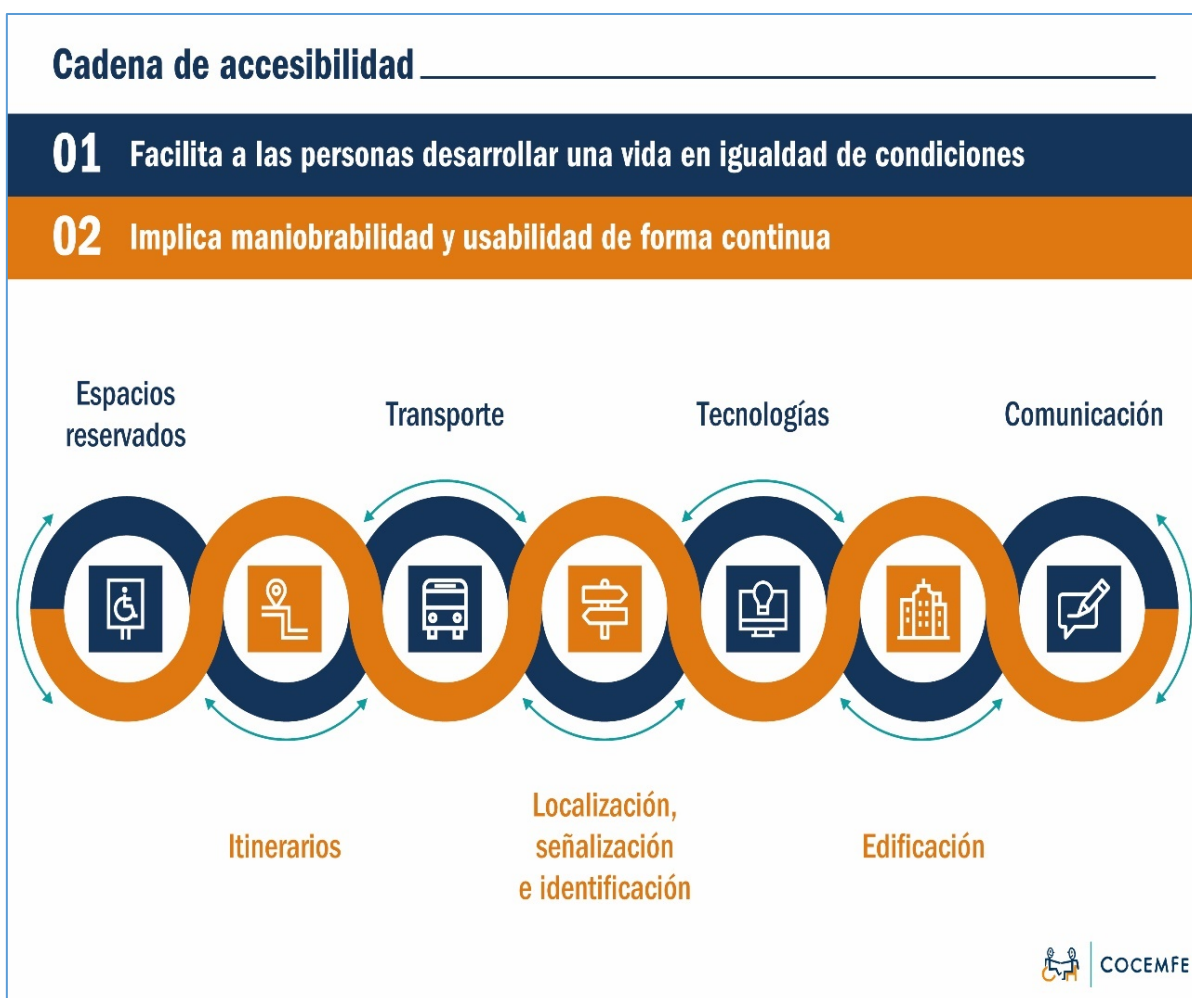 Cadena de accesibilidad
01 Facilita a las personas desarrollar una vida en igualdad de condiciones
02 Implica maniobrabilidad y usabilidad de forma continua
Espacios
reservados
Transporte
Tecnologías
Comunicación
Itinerarios
Localización,
señalización
e identificación
Edificación
COCEMFE